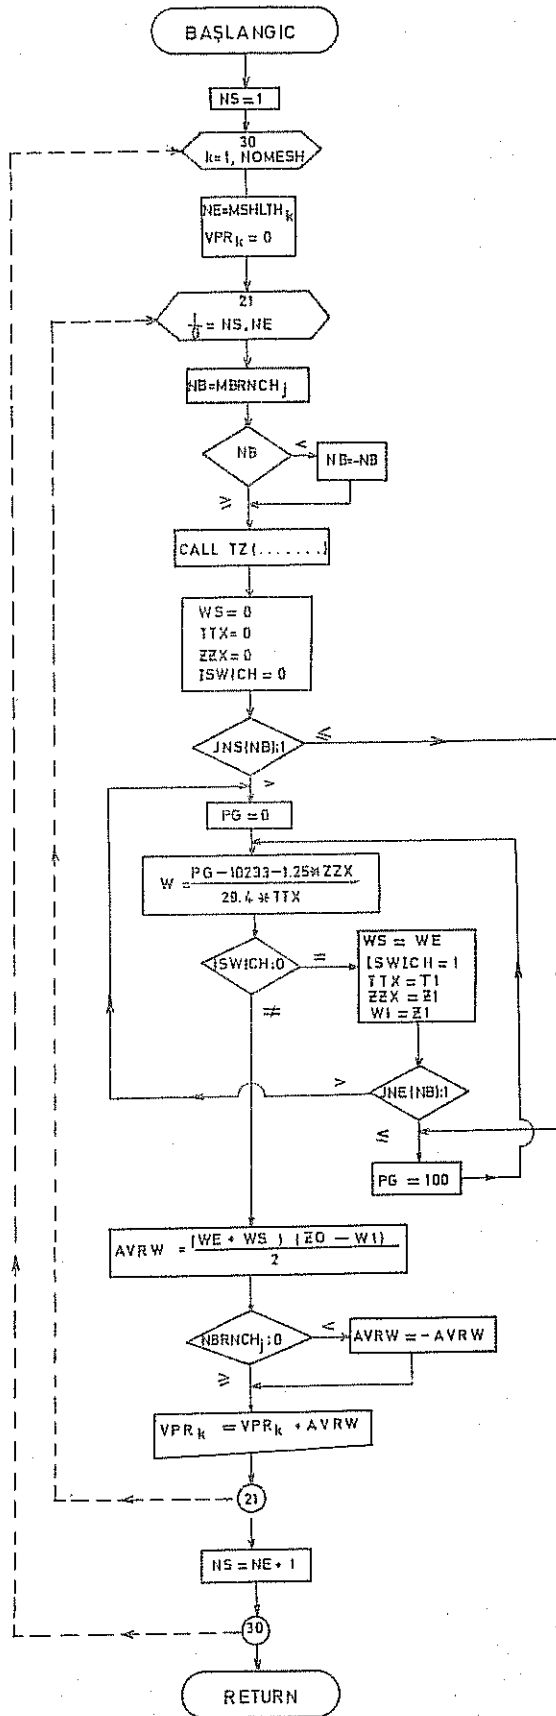 BAŞLANGIC
NS = 1
30
k=1, NOMESH
NE=MSHLTH k
VPR k = 0
21
j = NS, NE
NB=MBRNCH j
NB
<
NB=-NB
≥
CALL TZ(.......)
WS = 0
TTX = 0
ZZX = 0
ISWICH = 0
JNS(NB):1
≤
>
PG = 0
W = PG-10233-1.25*ZZX
29.4 * TTX
ISWICH:0
=
≠
WS = WE
ISWICH = 1
TTX = T1
ZZX = Z1
W1 = Z1
JNE(NB):1
>
≤
PG = 100
AVRW = (WE + WS ) (Z0 - W1)
2
NBRNCH j : 0
<
AVRW = - AVRW
≥
VPR k = VPR k + AVRW
21
NS = NE + 1
30
RETURN